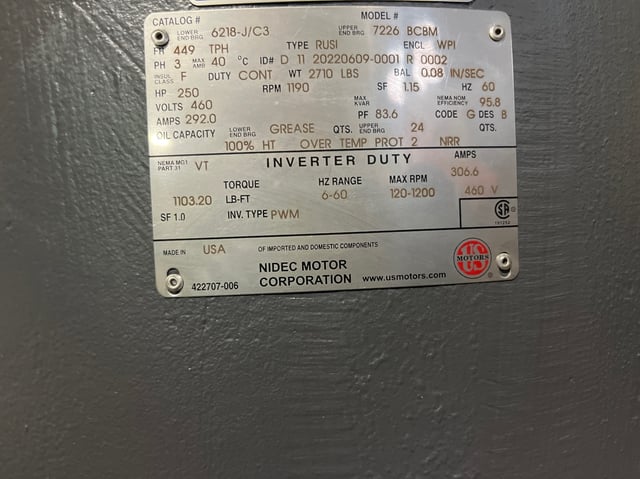 CATALOG # MODEL #
LOWER END BRG 6218-J/C3 UPPER END BRG 7226 BCBM
FR 449 TPH TYPE RUSI ENCL WPI
PH 3 MAX AMB 40 °C ID# D 11 20220609-0001 R 0002
INSUL CLASS F DUTY CONT WT 2710 LBS BAL 0.08 IN/SEC
HP 250 RPM 1190 SF 1.15 HZ 60
VOLTS 460 MAX KVAR NEMA NOM EFFICIENCY 95.8
AMPS 292.0 PF 83.6 CODE G DES B
OIL CAPACITY LOWER END BRG GREASE QTS. UPPER END BRG 24 QTS.
100% HT OVER TEMP PROT 2 NRR
NEMA MG1 PART 31 VT INVERTER DUTY AMPS
306.6
TORQUE HZ RANGE MAX RPM
1103.20 LB-FT 6-60 120-1200 460 V
SF 1.0 INV. TYPE PWM
MADE IN USA OF IMPORTED AND DOMESTIC COMPONENTS
NIDEC MOTOR
CORPORATION www.usmotors.com
422707-006
US
MOTORS